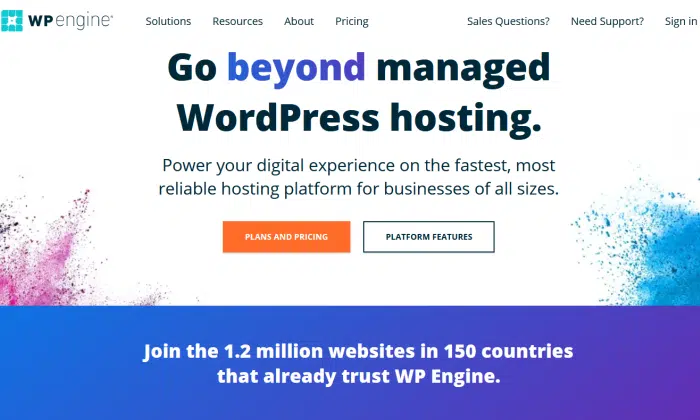 WP engine®
Solutions Resources About Pricing Sales Questions? Need Support? Sign in
Go beyond managed
WordPress hosting.
Power your digital experience on the fastest, most
reliable hosting platform for businesses of all sizes.
PLANS AND PRICING
PLATFORM FEATURES
Join the 1.2 million websites in 150 countries
that already trust WP Engine.